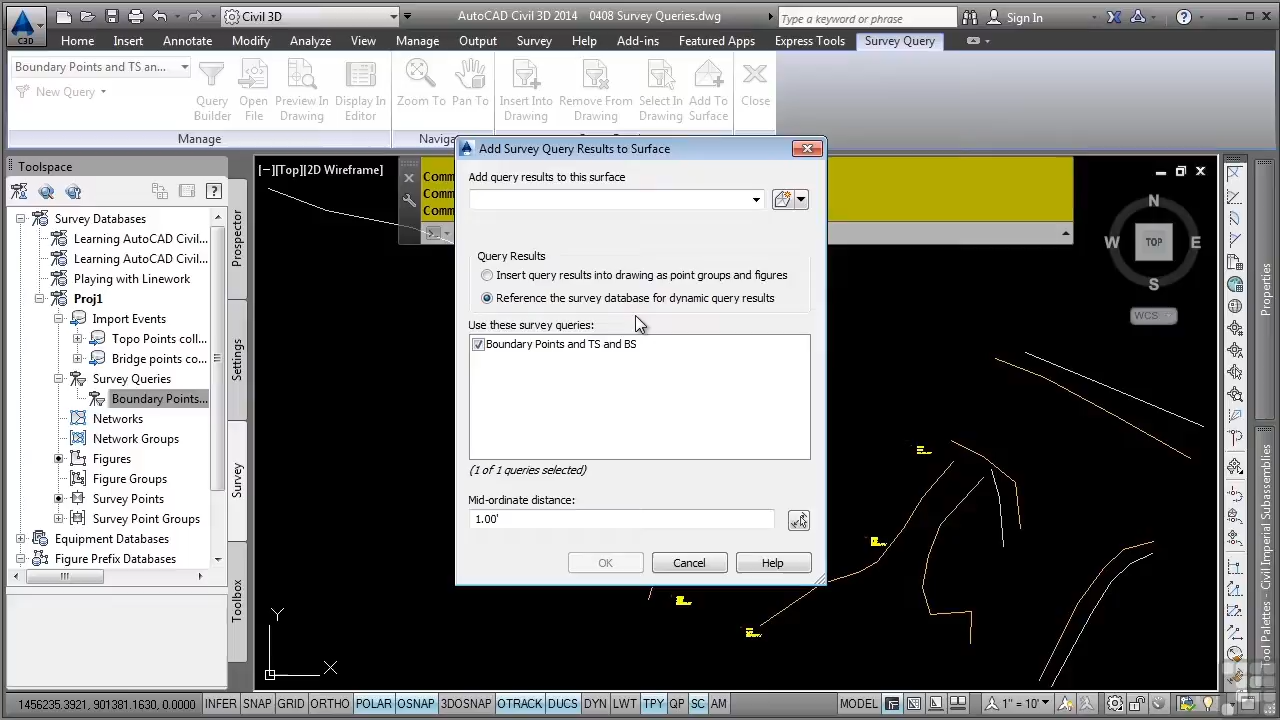 Civil 3D
AutoCAD Civil 3D 2014 0408 Survey Queries.dwg
Type a keyword or phrase
Sign In
C3D
Home Insert Annotate Modify Analyze View Manage Output Survey Help Add-ins Featured Apps Express Tools Survey Query
Boundary Points and TS an...
New Query
Query Builder
Open File
Preview In Drawing
Display In Editor
Zoom To
Pan To
Insert Into Drawing
Remove From Drawing
Select In Drawing
Add To Surface
Close
Manage
Toolspace
Survey Databases
Learning AutoCAD Civil...
Learning AutoCAD Civil...
Playing with Linework
Proj1
Import Events
Topo Points coll...
Bridge points co...
Survey Queries
Boundary Points...
Networks
Network Groups
Figures
Figure Groups
Survey Points
Survey Point Groups
Equipment Databases
Figure Prefix Databases
Prospector
Settings
Survey
Toolbox
[−][Top][2D Wireframe]
Comm
Comm
Comm
Add Survey Query Results to Surface
Add query results to this surface
Query Results
Insert query results into drawing as point groups and figures
Reference the survey database for dynamic query results
Use these survey queries:
Boundary Points and TS and BS
(1 of 1 queries selected)
Mid-ordinate distance:
1.00'
OK
Cancel
Help
N
W TOP E
S
WCS
Properties
Tool Palettes - Civil Imperial Subassemblies
Y
X
1456235.3921, 901381.1630, 0.0000 INFER SNAP GRID ORTHO POLAR OSNAP 3DOSNAP OTRACK DUCS DYN LWT TPY QP SC AM MODEL 1" = 10'